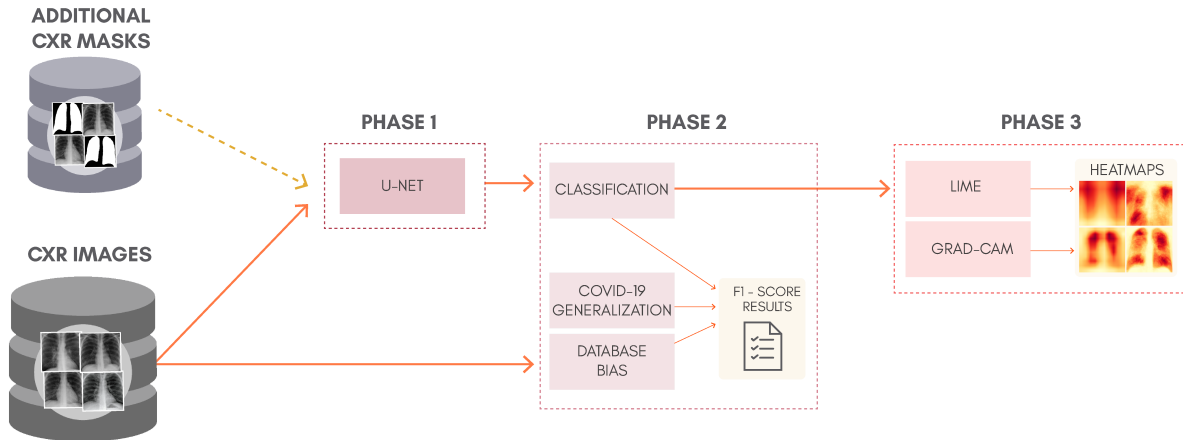 ADDITIONAL
CXR MASKS
CXR IMAGES
PHASE 1
U-NET
PHASE 2
CLASSIFICATION
COVID-19
GENERALIZATION
DATABASE
BIAS
F1 - SCORE
RESULTS
PHASE 3
LIME
GRAD-CAM
HEATMAPS